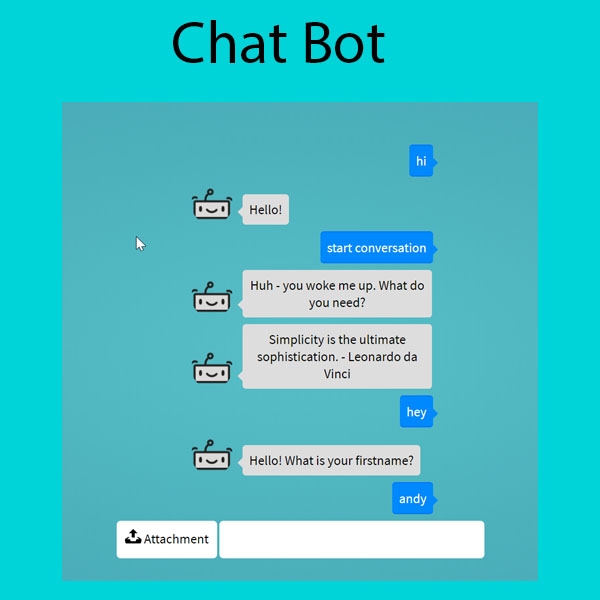 Chat Bot
hi
Hello!
start conversation
Huh - you woke me up. What do
you need?
Simplicity is the ultimate
sophistication. - Leonardo da
Vinci
hey
Hello! What is your firstname?
andy
Attachment